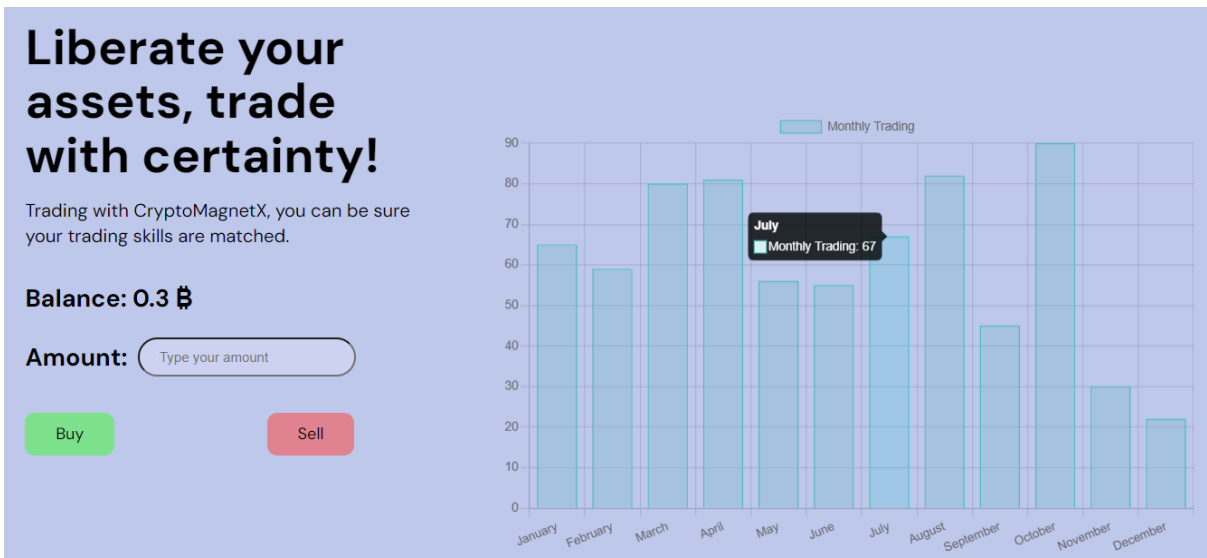 Liberate your
assets, trade
with certainty!
Trading with CryptoMagnetX, you can be sure
your trading skills are matched.
Balance: 0.3 ₿
Amount: Type your amount
Buy
Sell
Monthly Trading
90
80
70
60
50
40
30
20
10
0
July
Monthly Trading: 67
January
February
March
April
May
June
July
August
September
October
November
December